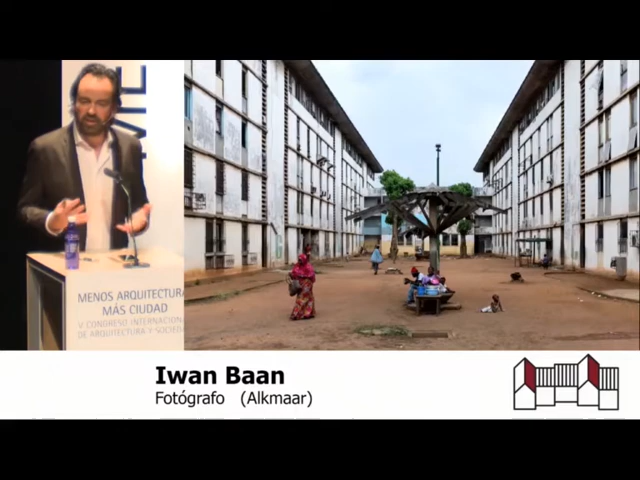 MENOS ARQUITECTURA
MÁS CIUDAD
V CONGRESO INTERNACIONAL
DE ARQUITECTURA Y SOCIEDAD
Iwan Baan
Fotógrafo (Alkmaar)